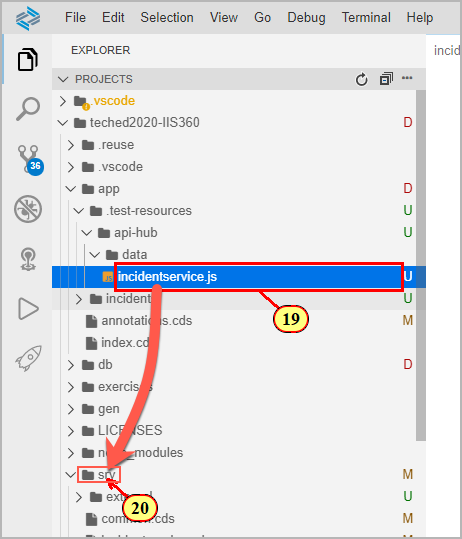 File Edit Selection View Go Debug Terminal Help
EXPLORER
incid
PROJECTS
.vscode
teched2020-IIS360 D
.reuse
.vscode
app D
.test-resources U
36
api-hub U
data
incidentservice.js U
incident U
19
annotations.cds M
index.cd
db D
exercises
gen
LICENSES
node_modules
srv M
external U
20
common.cds M